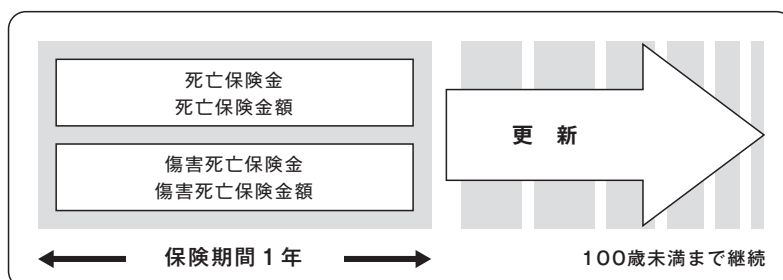 死亡保険金
死亡保険金額
傷害死亡保険金
傷害死亡保険金額
更 新
保険期間1年
100歳未満まで継続